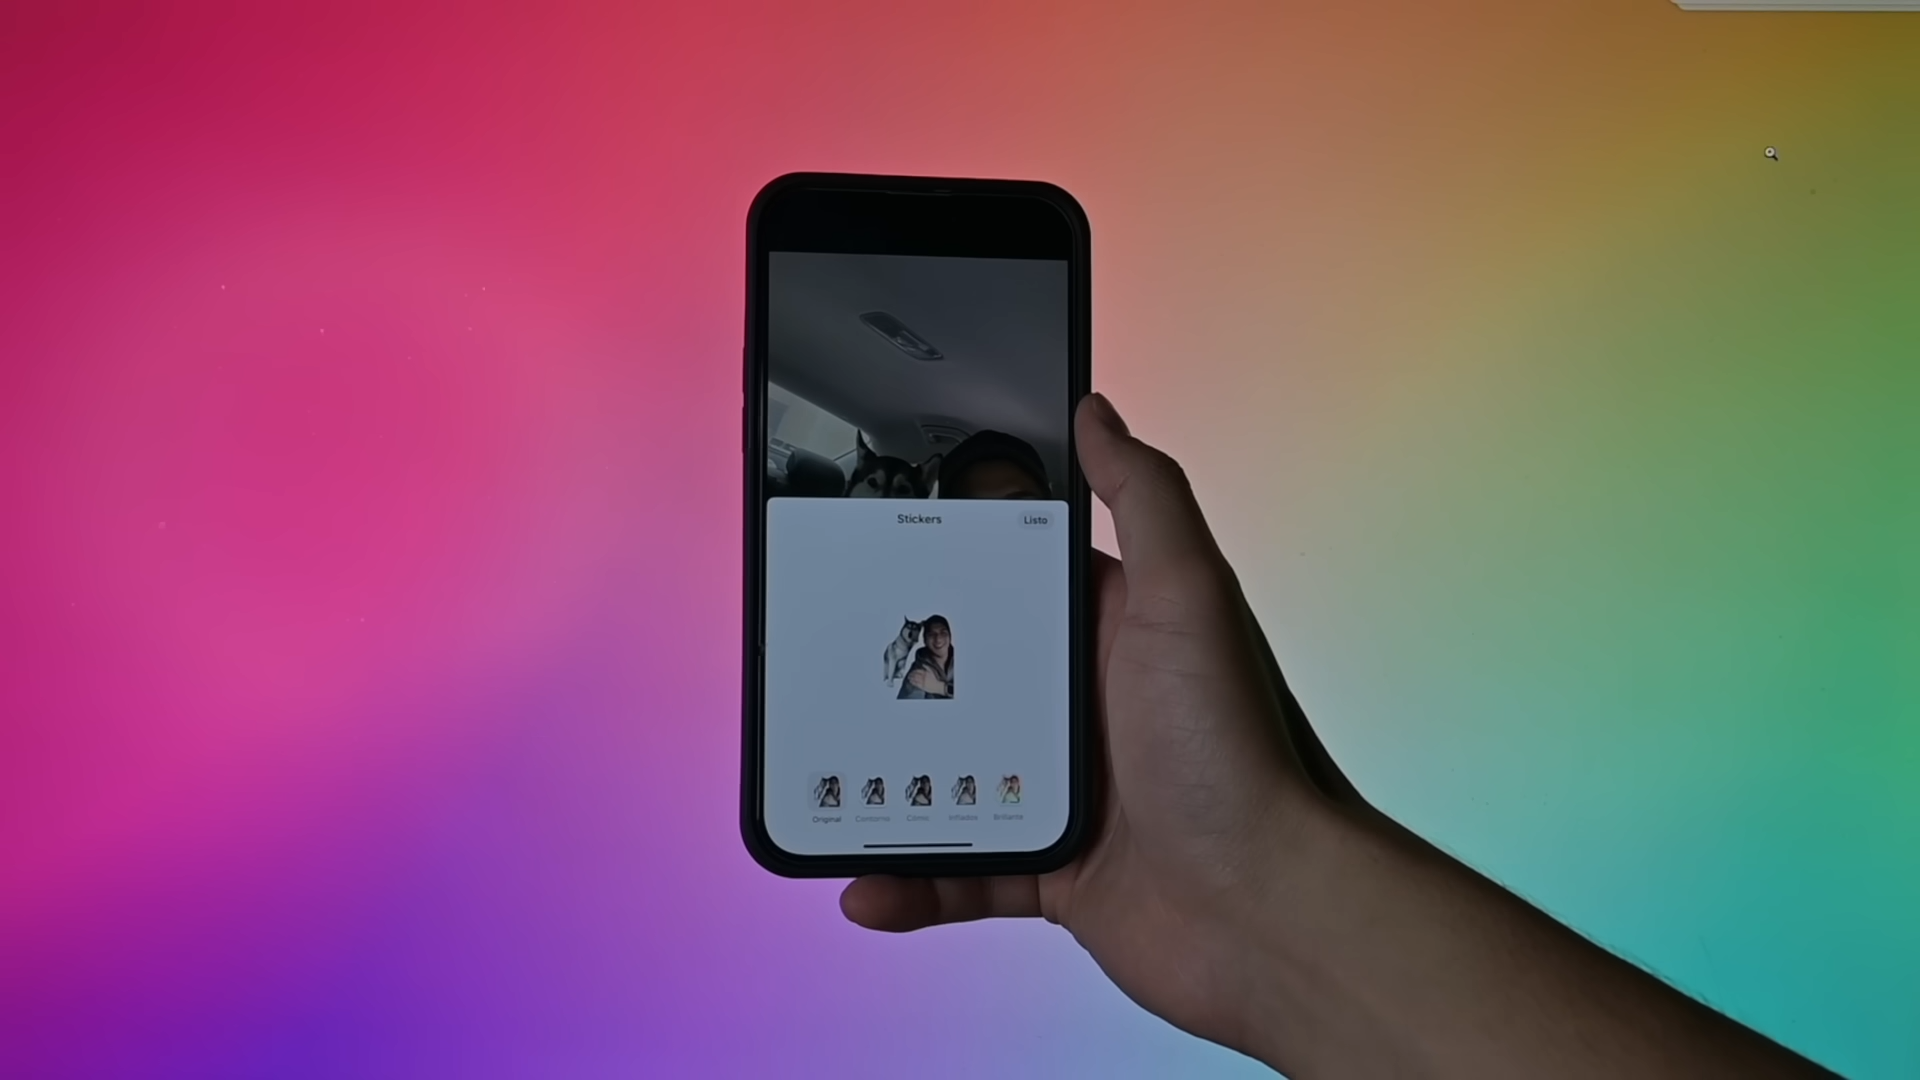 Stickers
Listo
Original
Contorno
Cómic
Inflados
Brillante